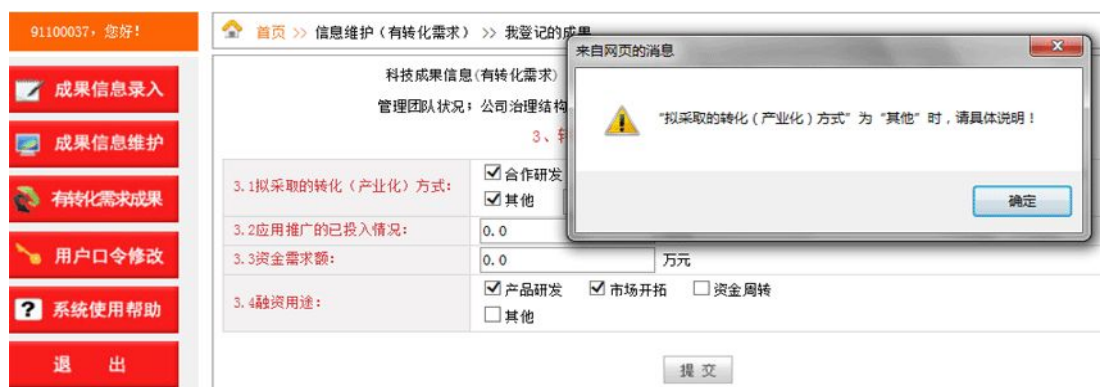 91100037，您好！
首页 >> 信息维护（有转化需求） >> 我登记的成果
来自网页的消息
"拟采取的转化（产业化）方式"为"其他"时，请具体说明！
确定
成果信息录入
成果信息维护
有转化需求成果
用户口令修改
系统使用帮助
退 出
科技成果信息(有转化需求)
管理团队状况；公司治理结构
3、转
3.1拟采取的转化（产业化）方式：
合作研发
其他
3.2应用推广的已投入情况：
0.0
3.3资金需求额：
0.0 万元
3.4融资用途：
产品研发 市场开拓 资金周转
其他
提 交